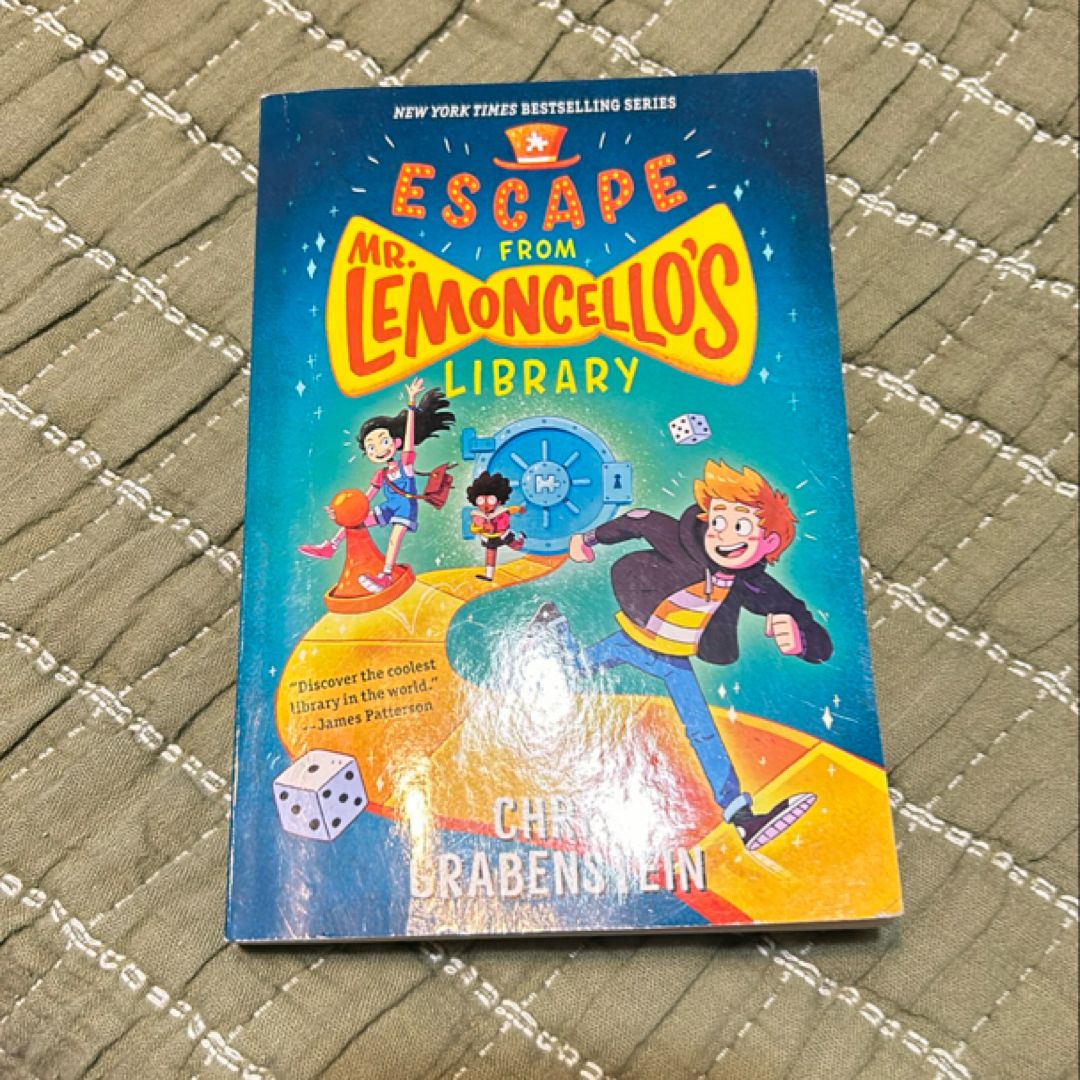 NEW YORK TIMES BESTSELLING SERIES
ESCAPE
FROM
MR.
LEMONCELLO'S
LIBRARY
"Discover the coolest
library in the world."
--James Patterson
GRABENSTEIN